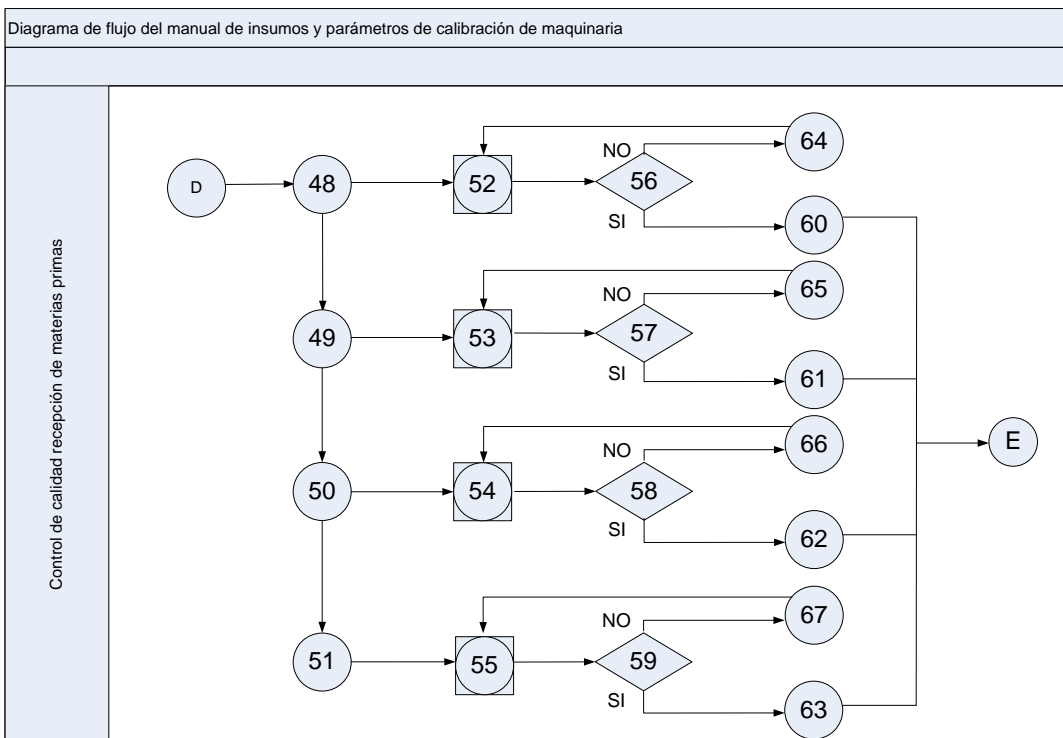 Diagrama de flujo del manual de insumos y parámetros de calibración de maquinaria
Control de calidad recepción de materias primas
D
48
52
NO
56
SI
64
60
49
53
NO
57
SI
65
61
50
54
NO
58
SI
66
62
E
51
55
NO
59
SI
67
63